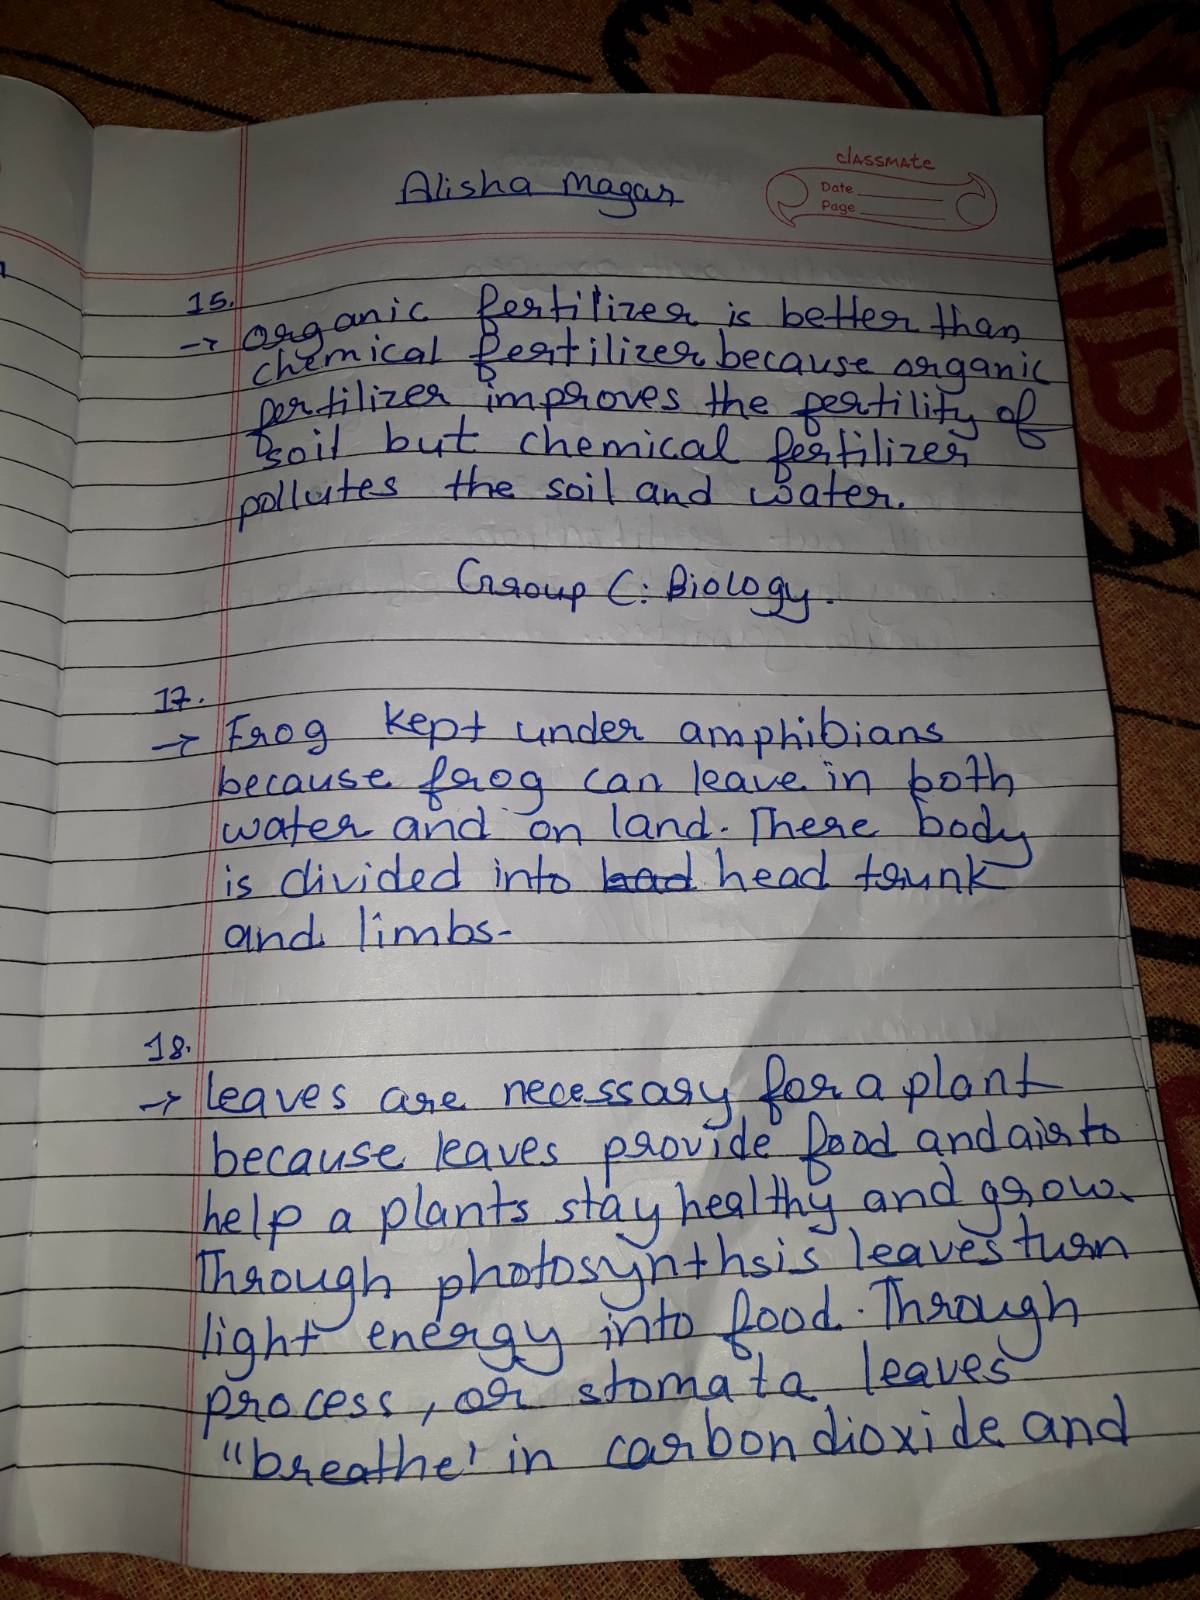 Alisha Magar
classmate
Date
Page
15.
→ organic fertilizer is better than
chemical fertilizer because organic
fertilizer improves the fertility of
soil but chemical fertilizer
pollutes the soil and water.
Group C: Biology.
17.
→ Frog kept under amphibians
because frog can leave in both
water and on land. There body
is divided into bad head trunk
and limbs-
18.
→ leaves are necessary for a plant
because leaves provide food and air to
help a plants stay healthy and grow.
Through photosynthsis leaves turn
light energy into food. Through
process, or stomata leaves
"breathe' in carbon dioxide and